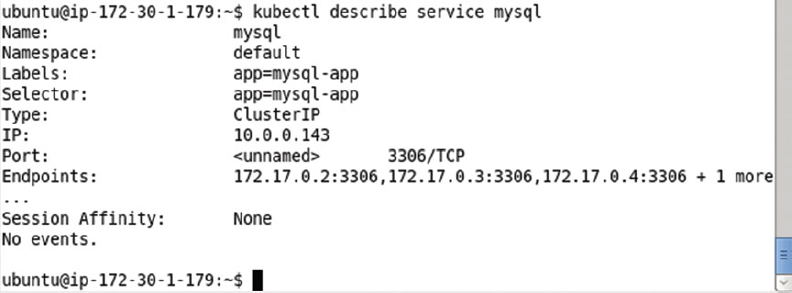 ubuntu@ip-172-30-1-179:~$ kubectl describe service mysql
Name: mysql
Namespace: default
Labels: app=mysql-app
Selector: app=mysql-app
Type: ClusterIP
IP: 10.0.0.143
Port: <unnamed> 3306/TCP
Endpoints: 172.17.0.2:3306,172.17.0.3:3306,172.17.0.4:3306 + 1 more
...
Session Affinity: None
No events.
ubuntu@ip-172-30-1-179:~$